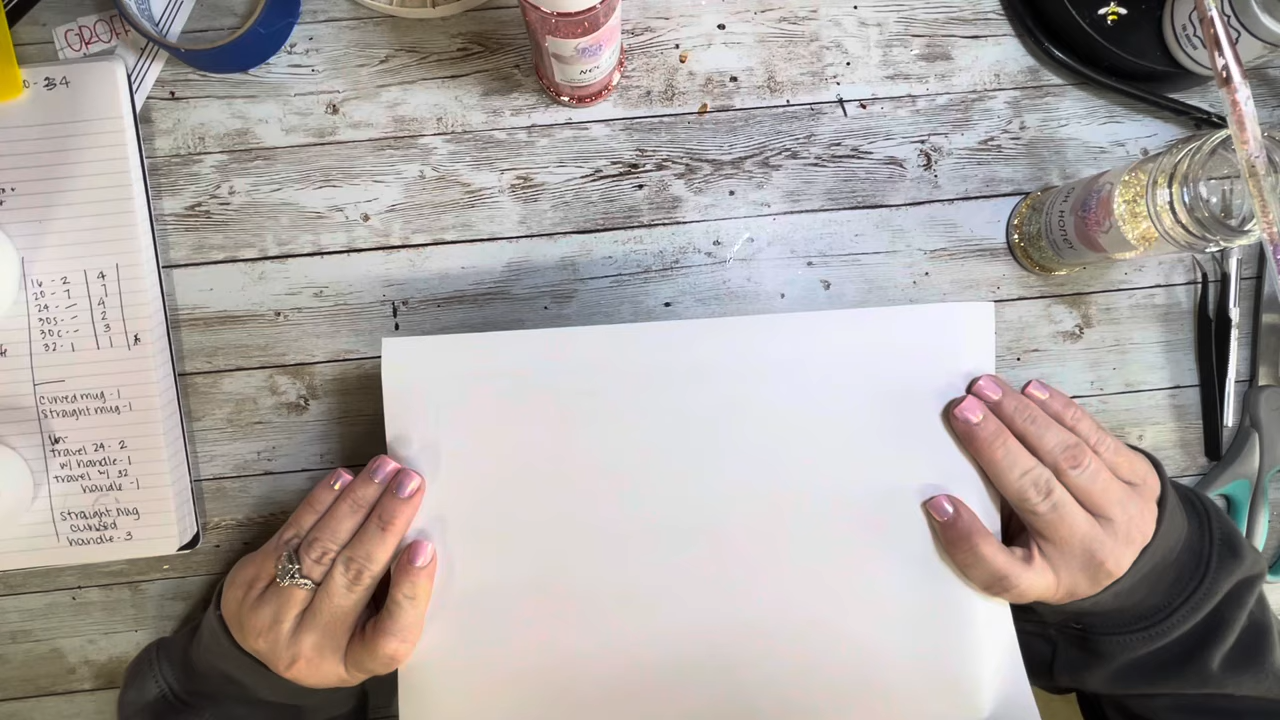 GROFF
0-34
16-2 4
20-7 1
24-— 4
30s-— 2
30c-— 3
32-1 1
curved mug-1
straight mug-1
Un-
travel 24-2
w/ handle-1
travel w/ 32
handle-1
straight mug
curved
handle-3
NEC
H, HONEY